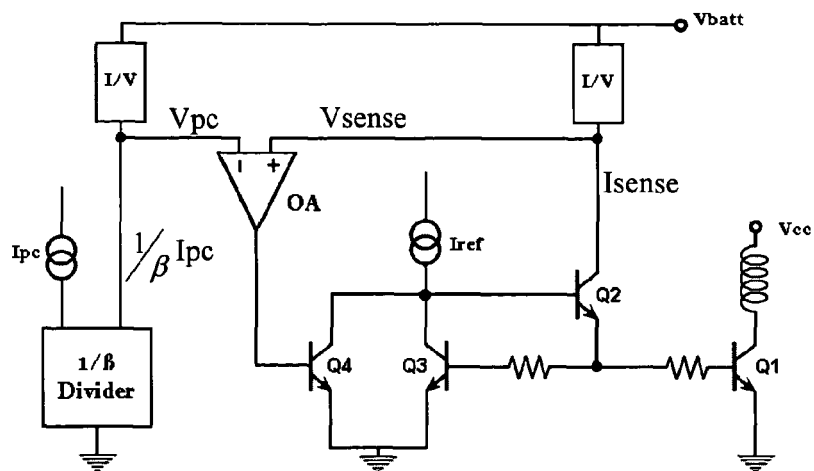 Vbatt
I/V
I/V
Vpc
Vsense
- +
OA
Isense
Ipc
1/β Ipc
Iref
Vcc
Q2
Q4
Q3
Q1
1/ß
Divider